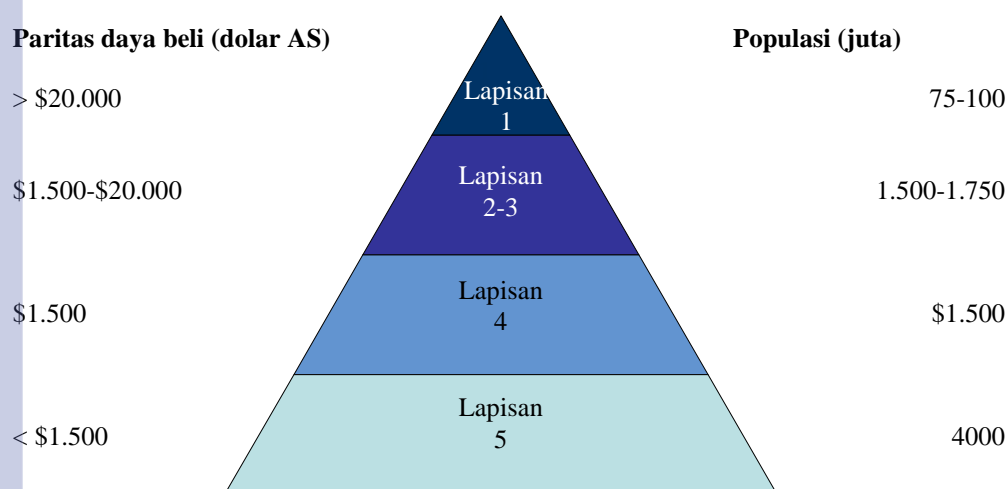 Paritas daya beli (dolar AS)
Populasi (juta)
> $20.000
Lapisan
1
75-100
$1.500-$20.000
Lapisan
2-3
1.500-1.750
$1.500
Lapisan
4
$1.500
< $1.500
Lapisan
5
4000